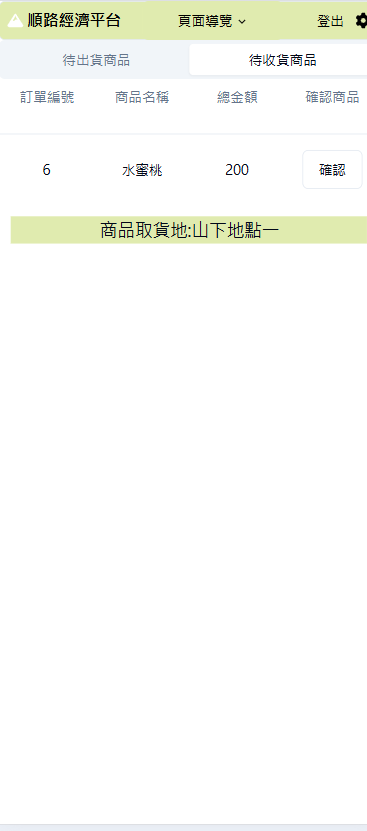 順路經濟平台 頁面導覽 登出
待出貨商品 待收貨商品
訂單編號 商品名稱 總金額 確認商品
6 水蜜桃 200 確認
商品取貨地:山下地點一